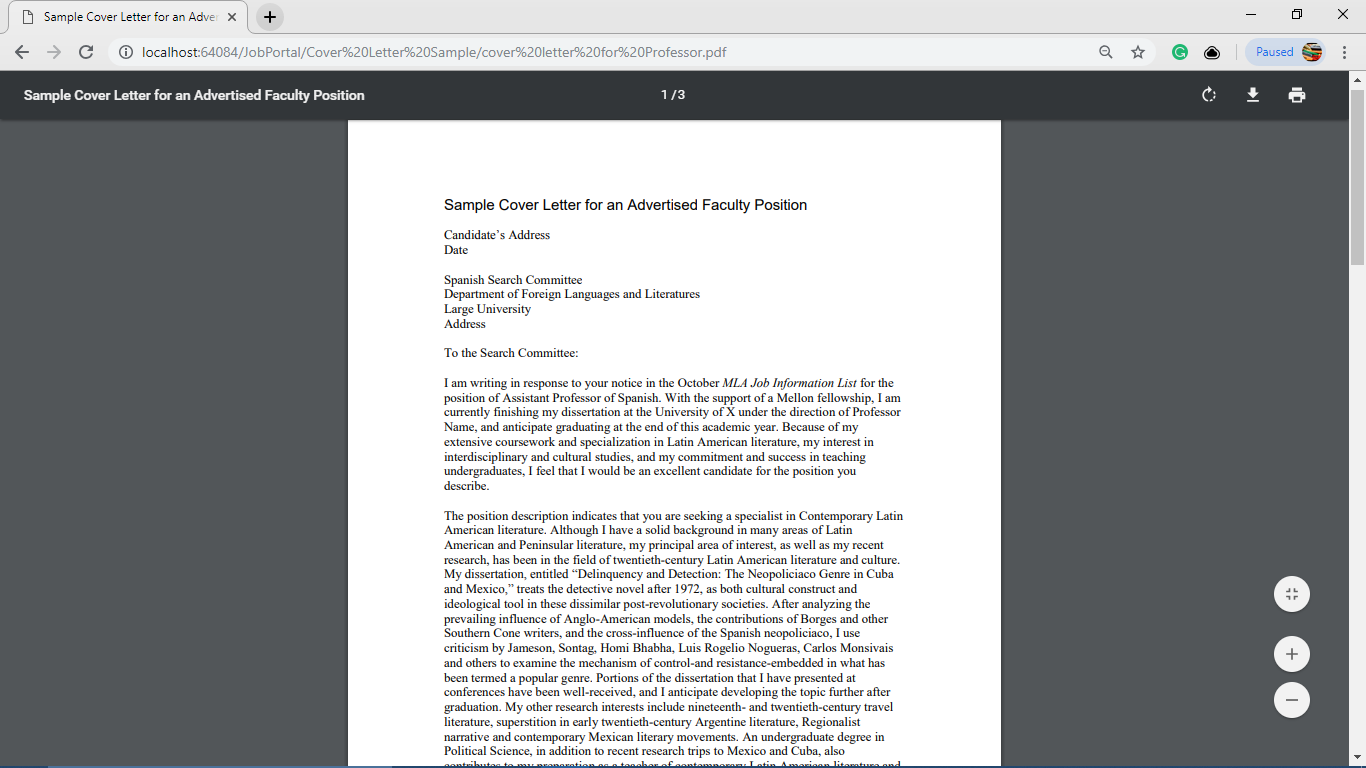 Sample Cover Letter for an Adve
localhost:64084/JobPortal/Cover%20Letter%20Sample/cover%20letter%20for%20Professor.pdf
Paused
Sample Cover Letter for an Advertised Faculty Position
1 / 3
Sample Cover Letter for an Advertised Faculty Position
Candidate’s Address
Date
Spanish Search Committee
Department of Foreign Languages and Literatures
Large University
Address
To the Search Committee:
I am writing in response to your notice in the October MLA Job Information List for the
position of Assistant Professor of Spanish. With the support of a Mellon fellowship, I am
currently finishing my dissertation at the University of X under the direction of Professor
Name, and anticipate graduating at the end of this academic year. Because of my
extensive coursework and specialization in Latin American literature, my interest in
interdisciplinary and cultural studies, and my commitment and success in teaching
undergraduates, I feel that I would be an excellent candidate for the position you
describe.
The position description indicates that you are seeking a specialist in Contemporary Latin
American literature. Although I have a solid background in many areas of Latin
American and Peninsular literature, my principal area of interest, as well as my recent
research, has been in the field of twentieth-century Latin American literature and culture.
My dissertation, entitled “Delinquency and Detection: The Neopoliciaco Genre in Cuba
and Mexico,” treats the detective novel after 1972, as both cultural construct and
ideological tool in these dissimilar post-revolutionary societies. After analyzing the
prevailing influence of Anglo-American models, the contributions of Borges and other
Southern Cone writers, and the cross-influence of the Spanish neopoliciaco, I use
criticism by Jameson, Sontag, Homi Bhabha, Luis Rogelio Nogueras, Carlos Monsivais
and others to examine the mechanism of control-and resistance-embedded in what has
been termed a popular genre. Portions of the dissertation that I have presented at
conferences have been well-received, and I anticipate developing the topic further after
graduation. My other research interests include nineteenth- and twentieth-century travel
literature, superstition in early twentieth-century Argentine literature, Regionalist
narrative and contemporary Mexican literary movements. An undergraduate degree in
Political Science, in addition to recent research trips to Mexico and Cuba, also
contributes to my preparation as a teacher of contemporary Latin American literature and